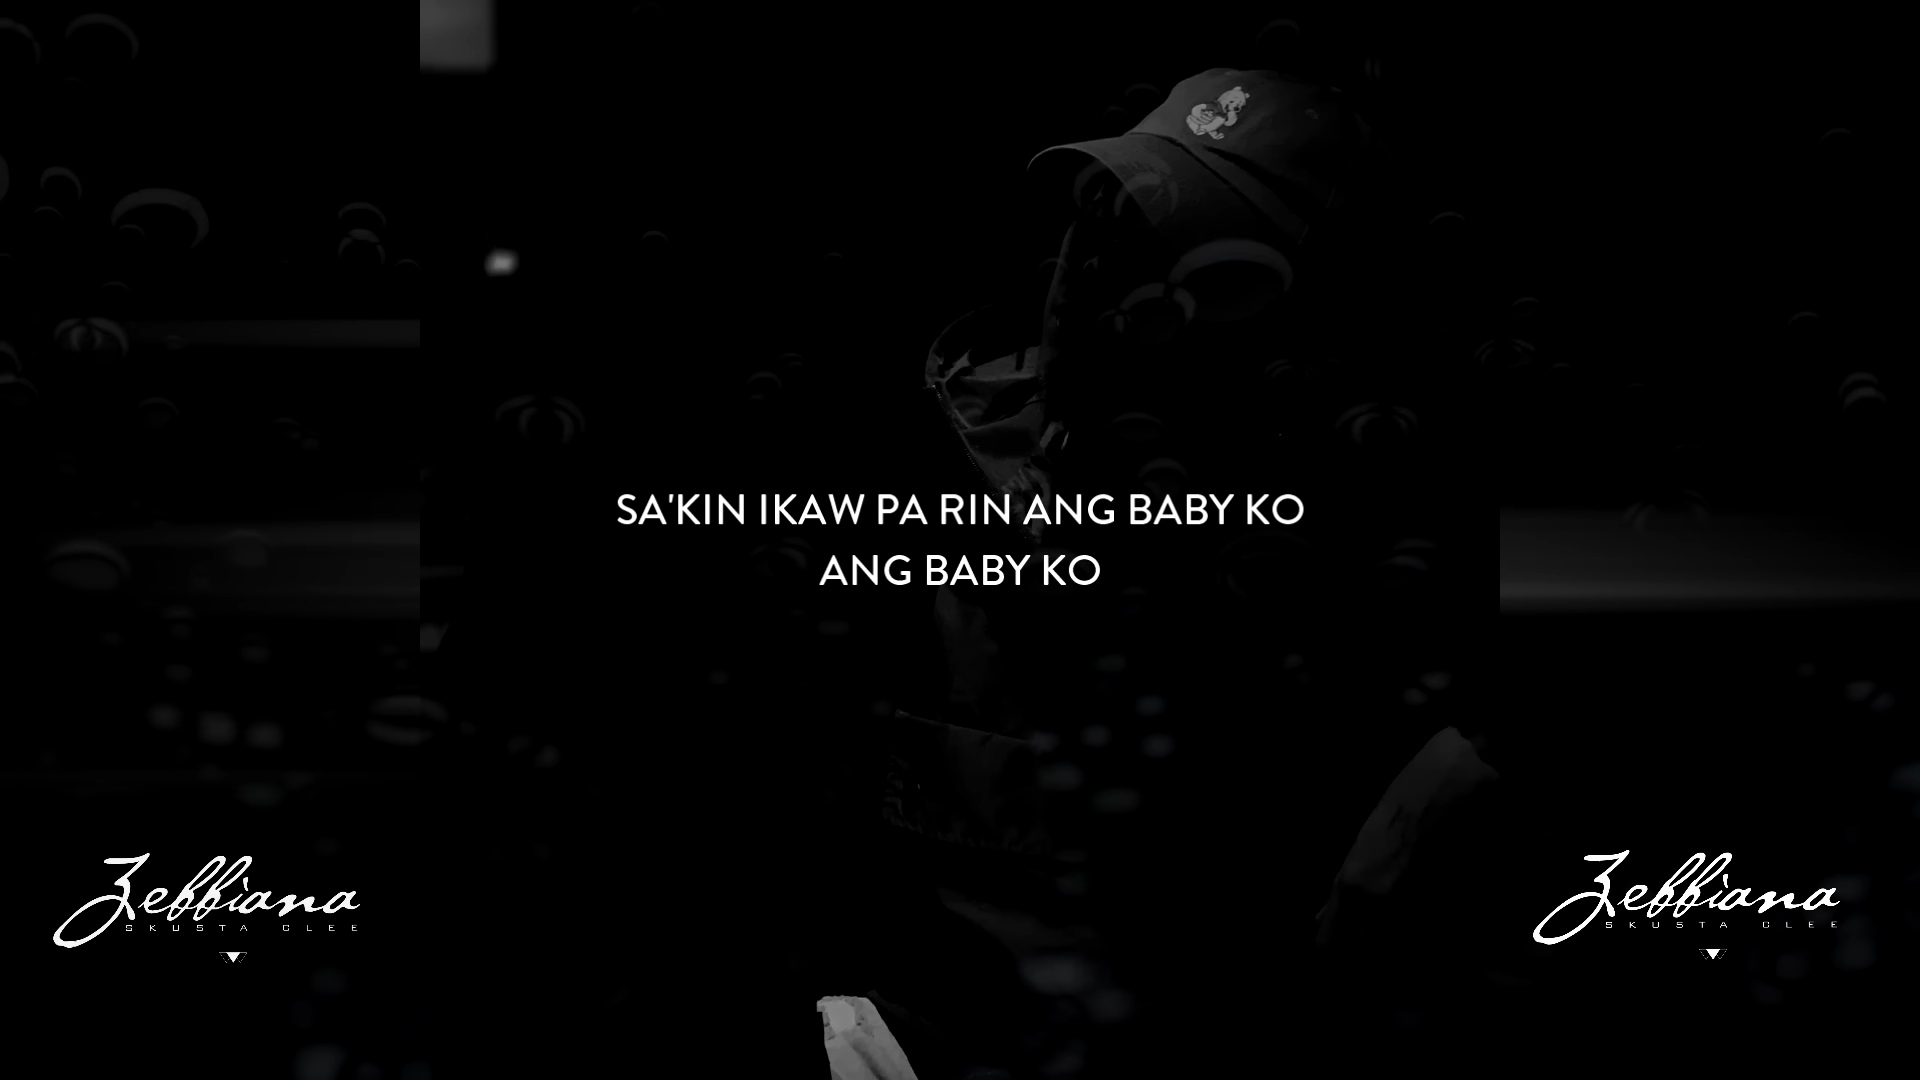 SA'KIN IKAW PA RIN ANG BABY KO
ANG BABY KO
Zebbiana
SKUSTA CLEE
Zebbiana
SKUSTA CLEE